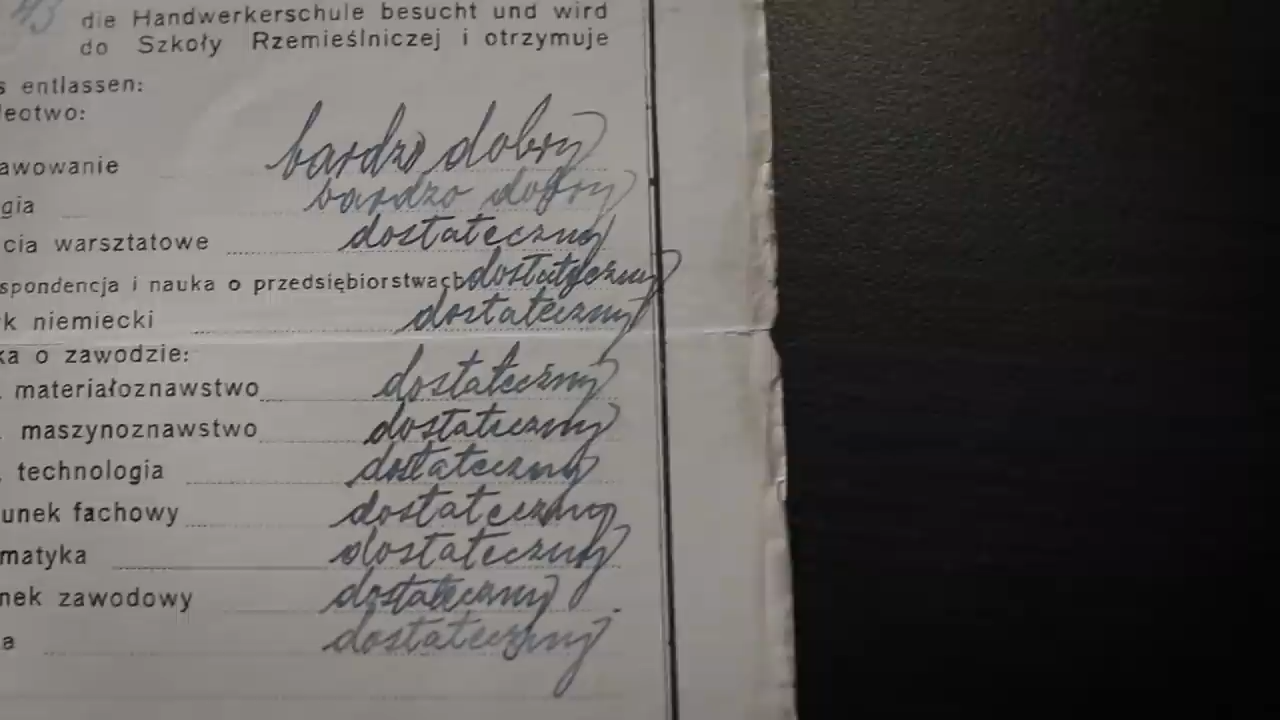 die Handwerkerschule besucht und wird
do Szkoły Rzemieślniczej i otrzymuje
s entlassen:
ectwo:
awowanie bardzo dobry
gia bardzo dobry
cia warsztatowe dostateczny
spondencja i nauka o przedsiębiorstwach dostateczny
k niemiecki dostateczny
ka o zawodzie:
materiałoznawstwo dostateczny
maszynoznawstwo dostateczny
technologia dostateczny
unek fachowy dostateczny
matyka dostateczny
nek zawodowy dostateczny
a dostateczny